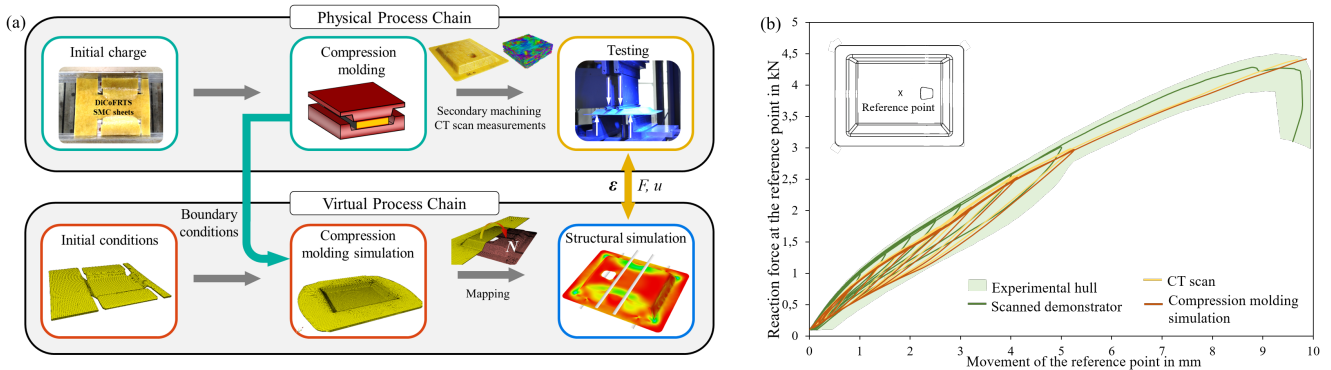 (a)
Physical Process Chain
Initial charge
DiCoFRTS
SMC sheets
Compression
molding
Secondary machining
CT scan measurements
Testing
Boundary
conditions
ε
F, u
Virtual Process Chain
Initial conditions
Compression
molding simulation
N
Mapping
Structural simulation
(b)
Reaction force at the reference point in kN
5
4,5
4
3,5
3
2,5
2
1,5
1
0,5
0
x
Reference point
Experimental hull
Scanned demonstrator
CT scan
Compression molding
simulation
0 1 2 3 4 5 6 7 8 9 10
Movement of the reference point in mm